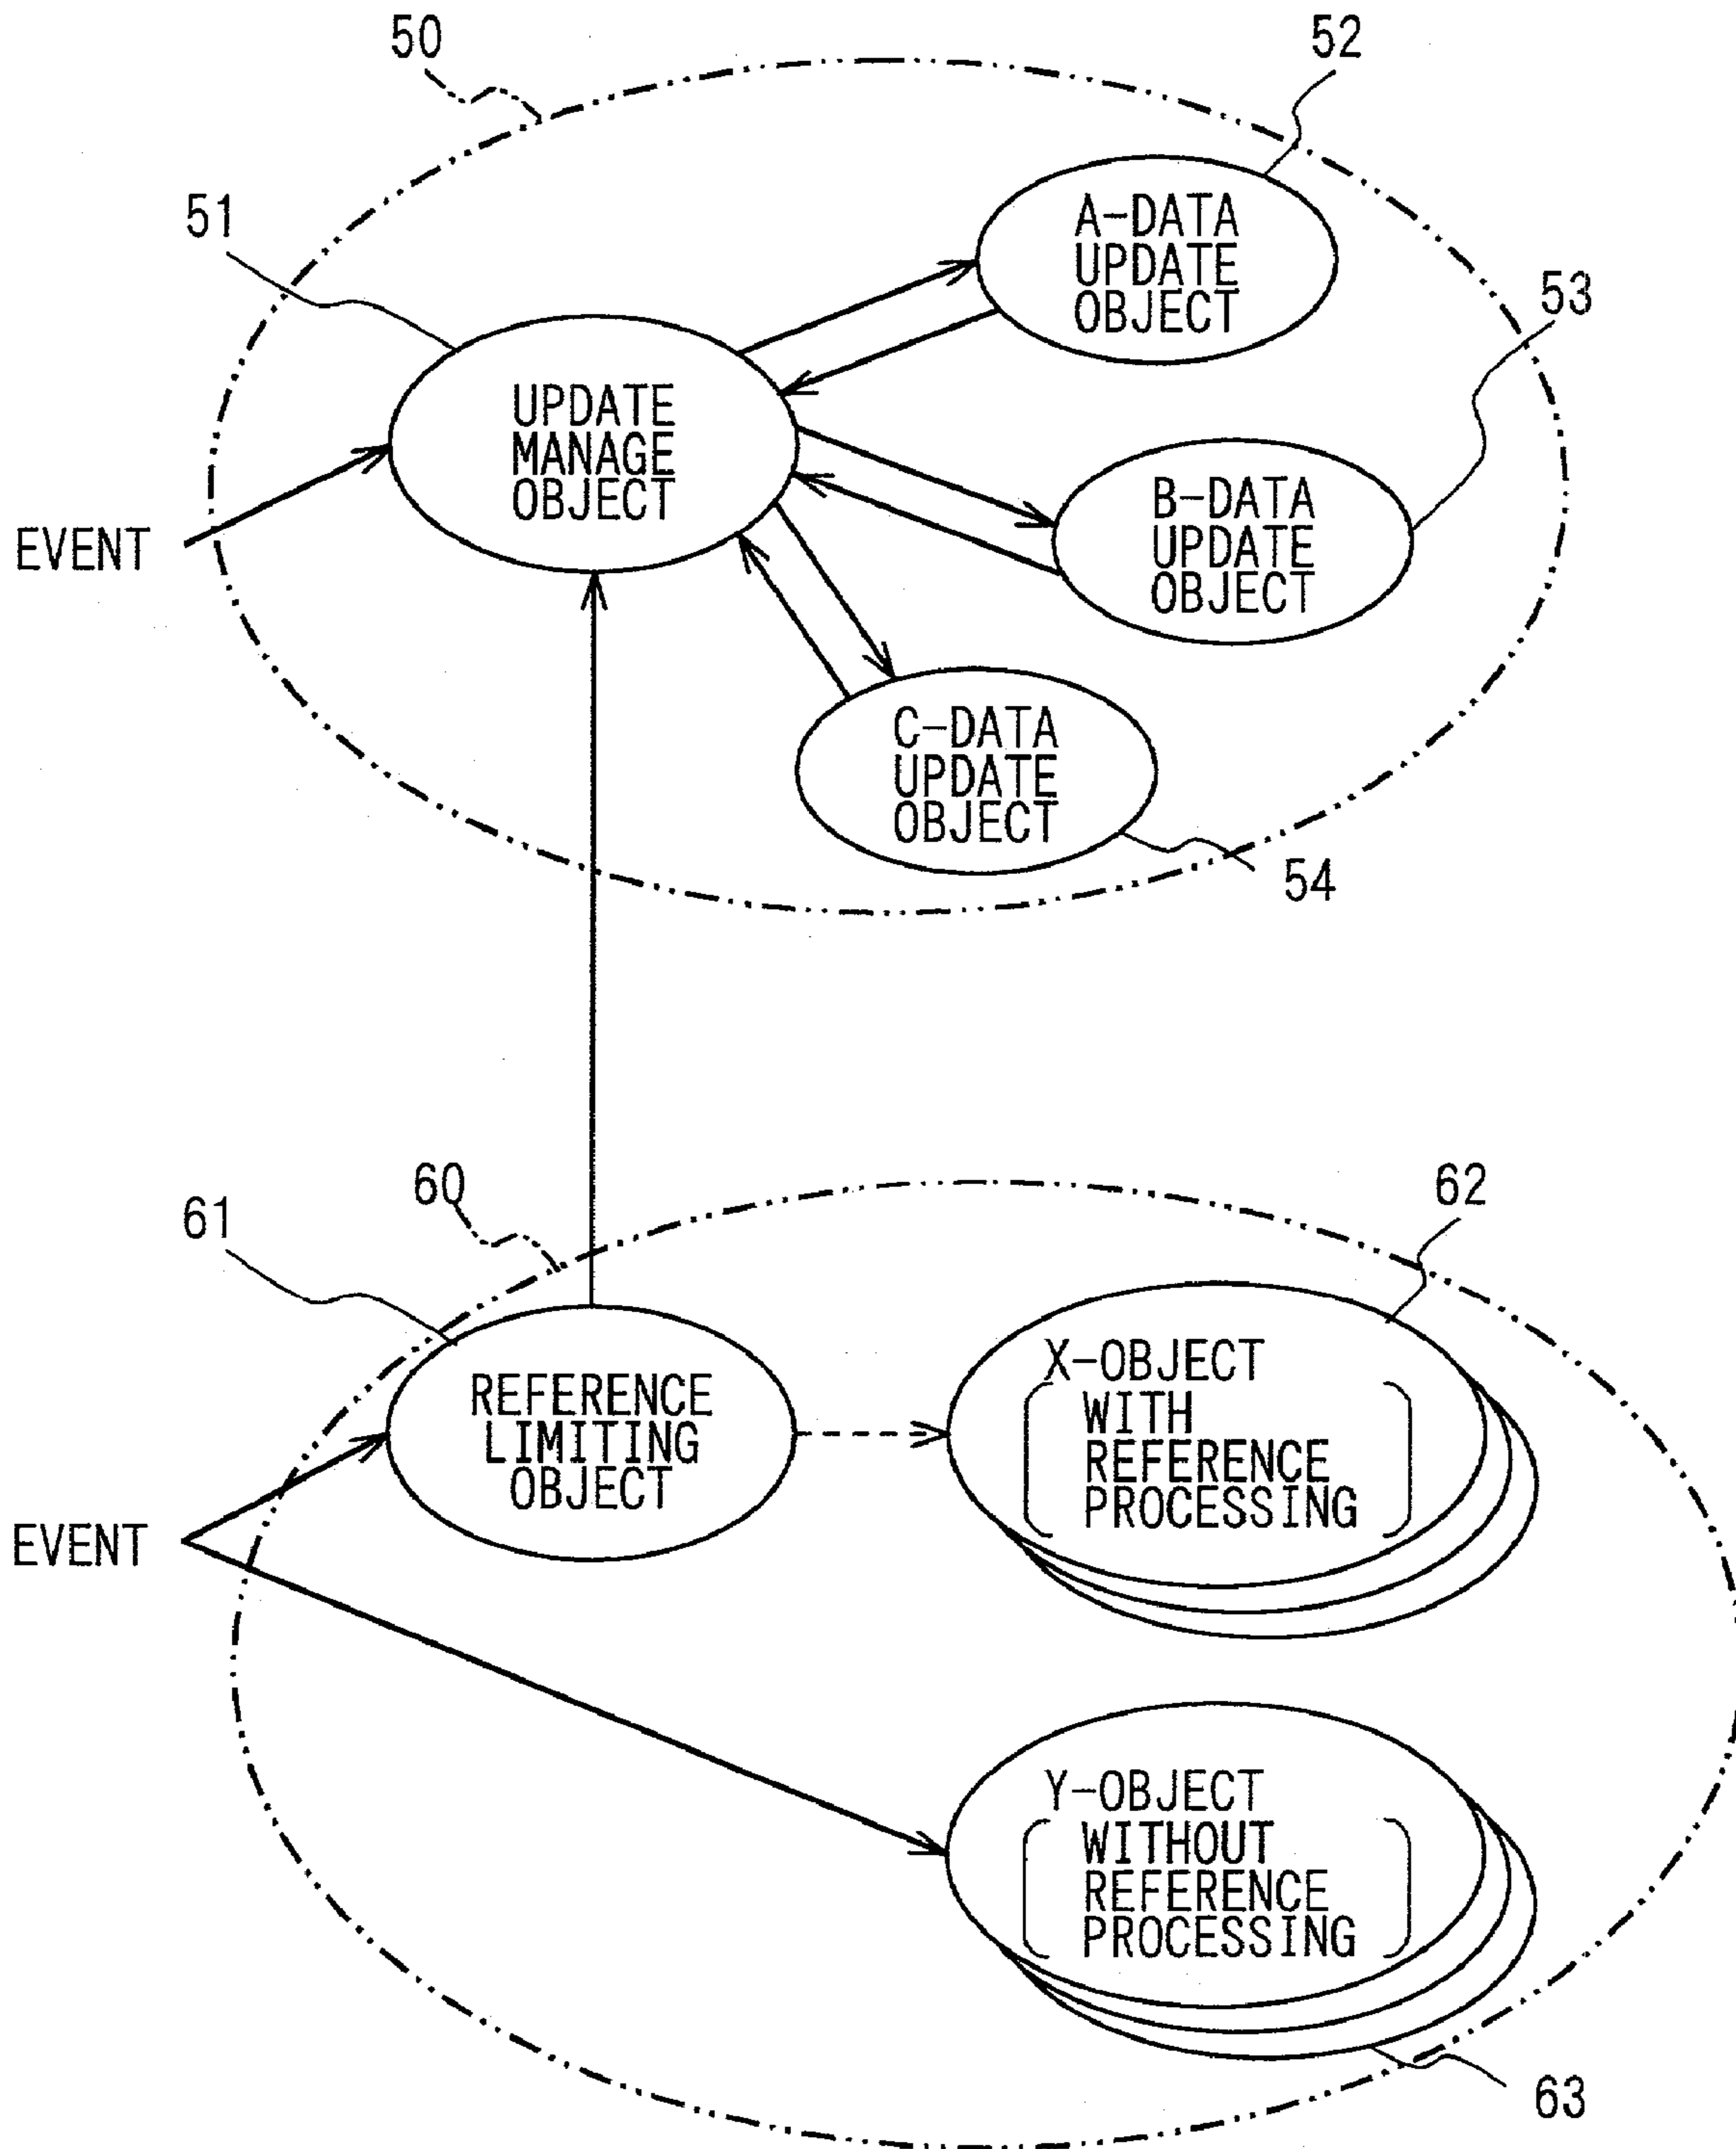 50
52
51
A-DATA
UPDATE
OBJECT
53
UPDATE
MANAGE
OBJECT
EVENT
B-DATA
UPDATE
OBJECT
C-DATA
UPDATE
OBJECT
54
60
62
61
REFERENCE
LIMITING
OBJECT
X-OBJECT
WITH
REFERENCE
PROCESSING
EVENT
Y-OBJECT
WITHOUT
REFERENCE
PROCESSING
63